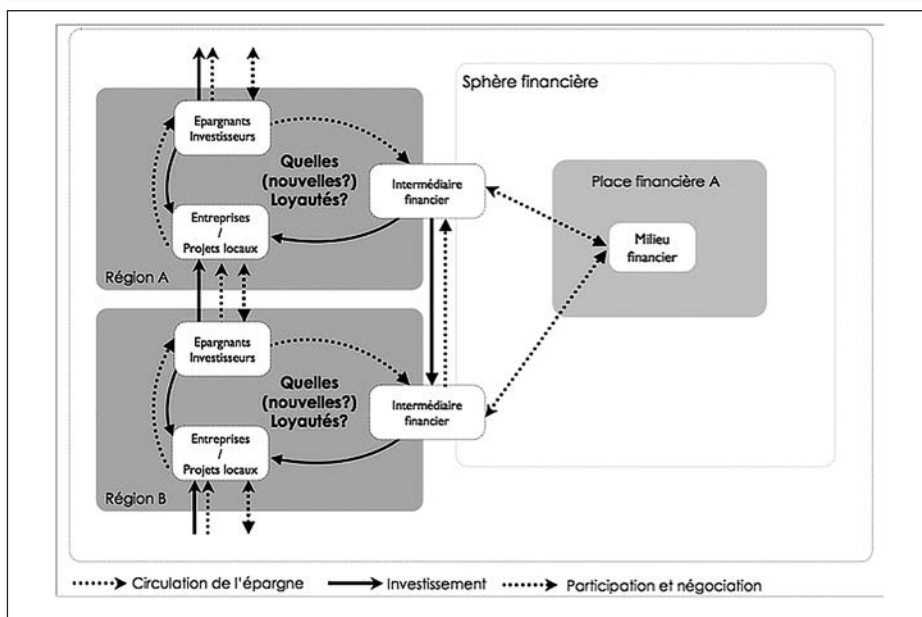 Sphère financière
Epargnants
Investisseurs
Quelles
(nouvelles?)
Loyautés?
Intermédiaire
financier
Place financière A
Milieu
financier
Entreprises
/
Projets locaux
Région A
Epargnants
Investisseurs
Quelles
(nouvelles?)
Loyautés?
Intermédiaire
financier
Entreprises
/
Projets locaux
Région B
Circulation de l'épargne
Investissement
Participation et négociation